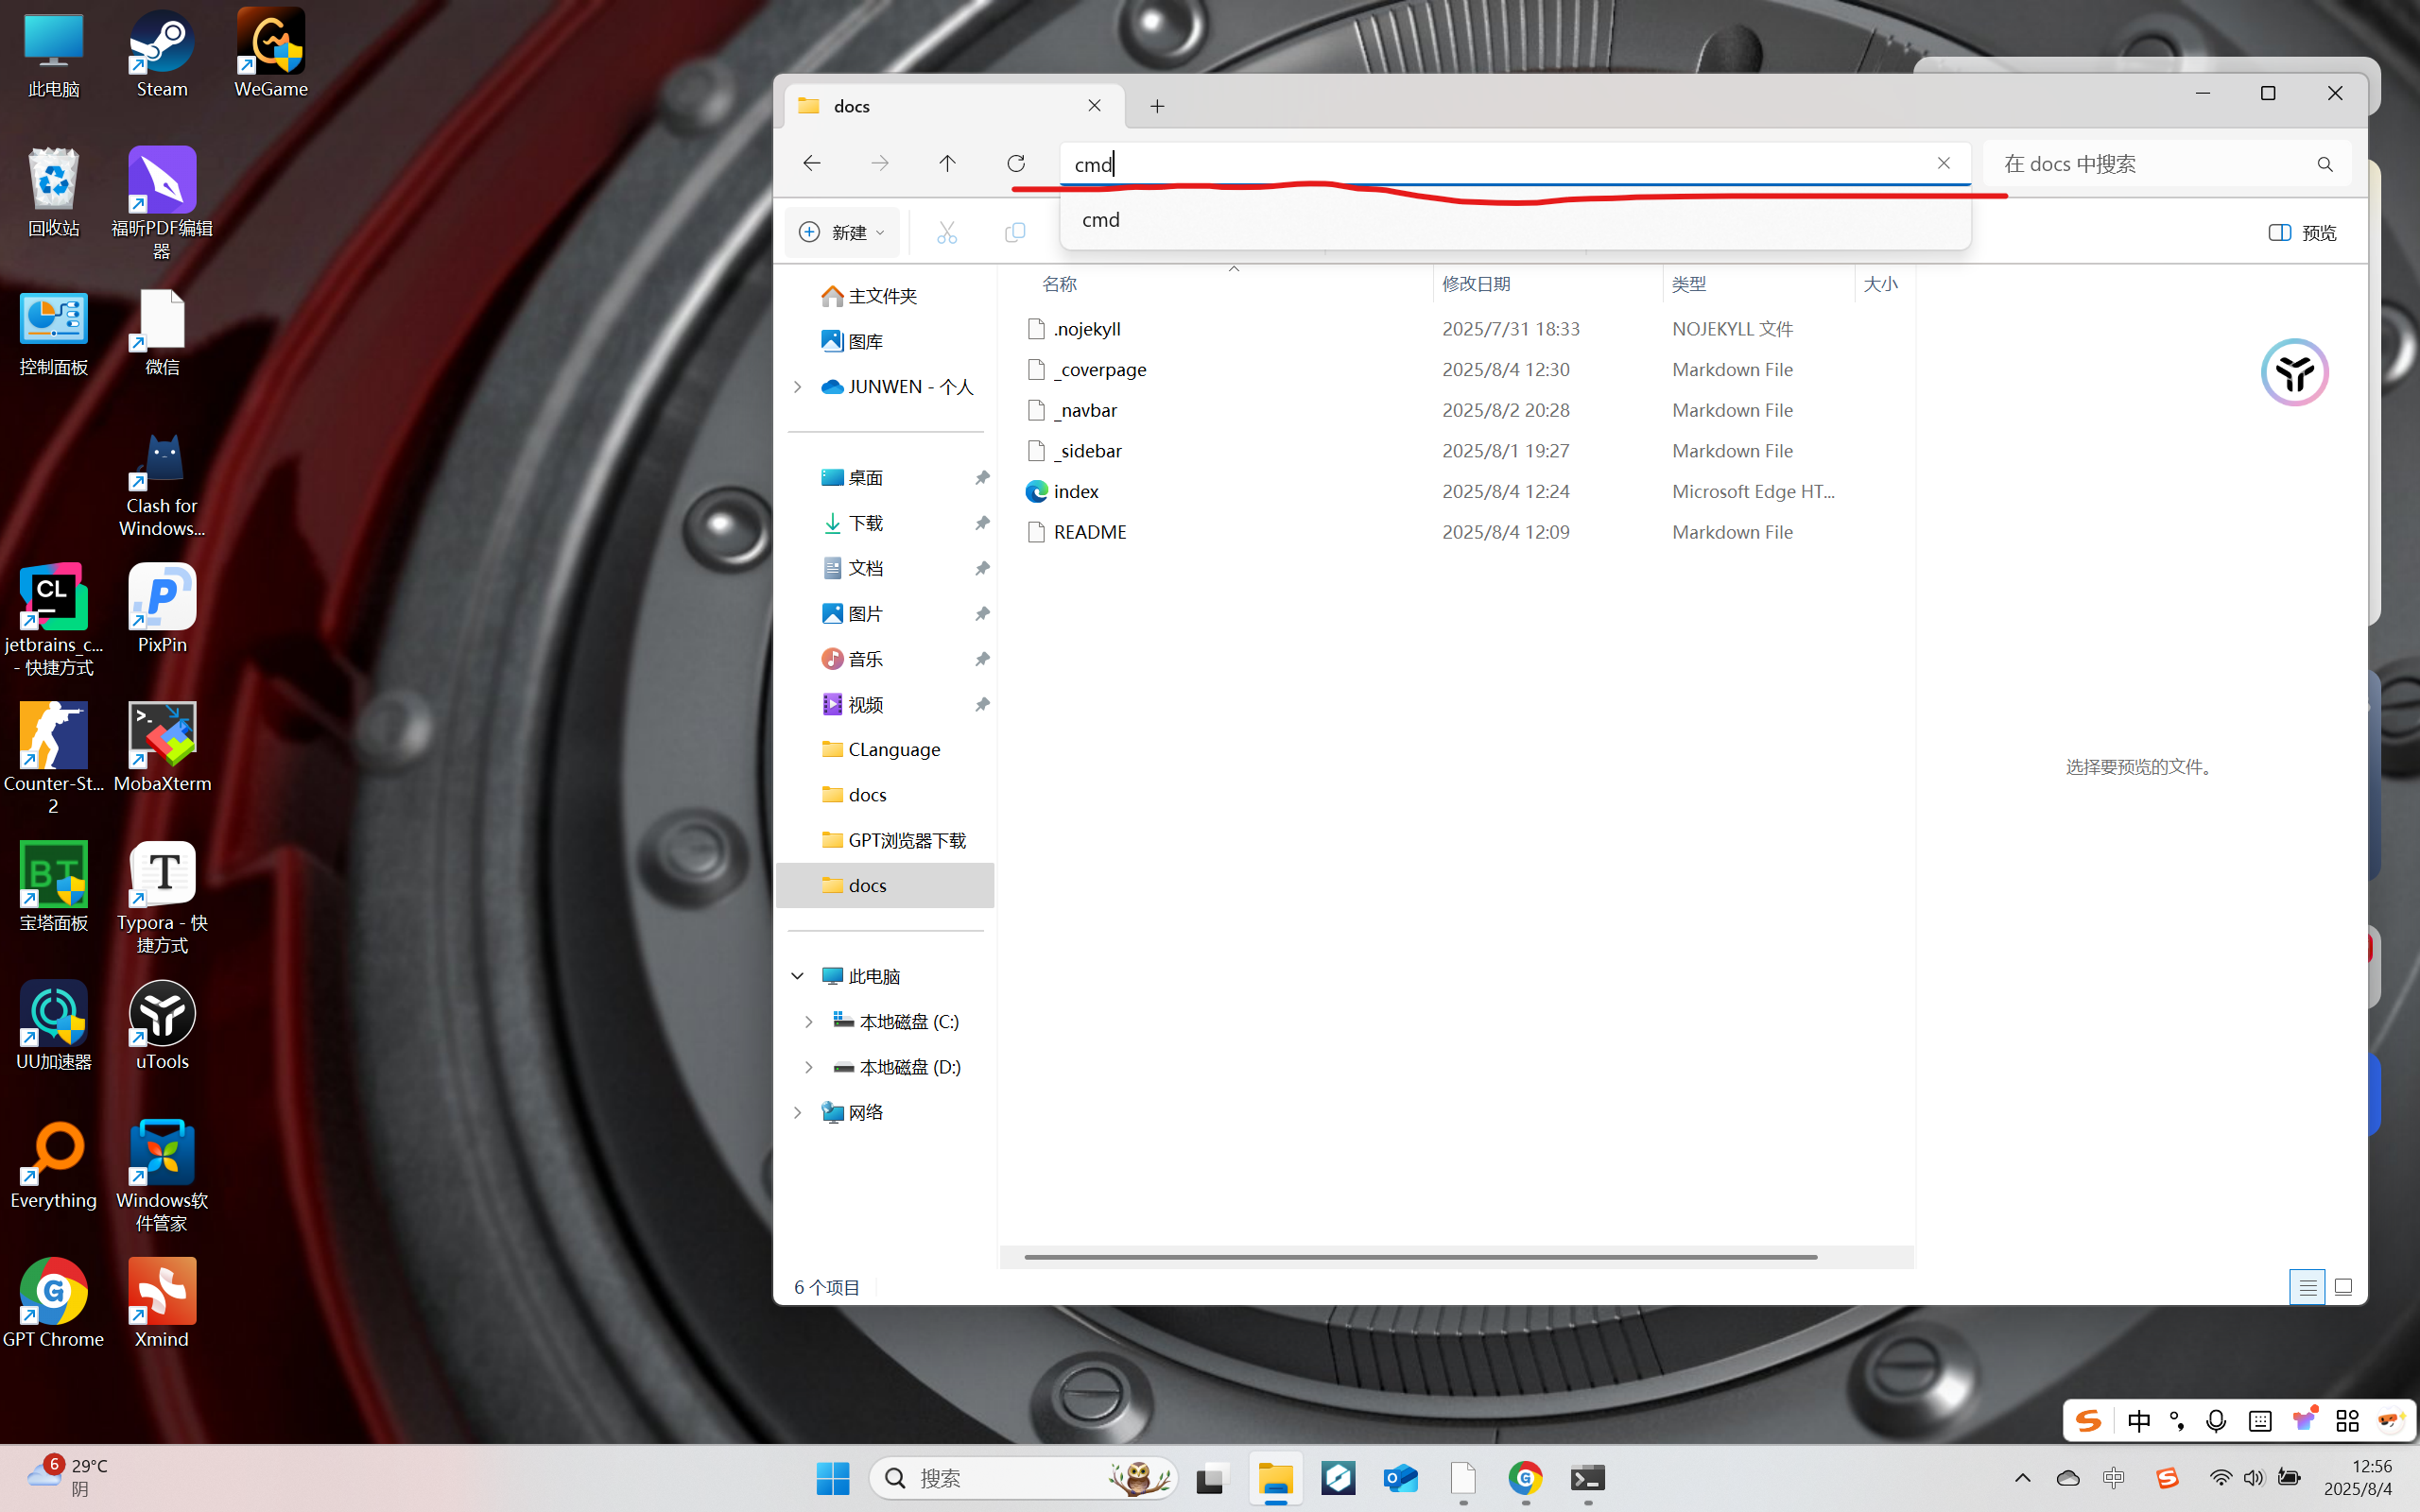 此电脑
Steam
WeGame
回收站
福昕PDF编辑
器
控制面板
微信
Clash for
Windows...
CL
jetbrains_c...
- 快捷方式
PixPin
Counter-St...
2
MobaXterm
BT
宝塔面板
T
Typora - 快
捷方式
UU加速器
uTools
Everything
Windows软
件管家
GPT Chrome
Xmind
docs
cmd
在 docs 中搜索
cmd
新建
预览
主文件夹
图库
JUNWEN - 个人
桌面
下载
文档
图片
音乐
视频
CLanguage
docs
GPT浏览器下载
docs
此电脑
本地磁盘 (C:)
本地磁盘 (D:)
网络
名称 修改日期 类型 大小
.nojekyll 2025/7/31 18:33 NOJEKYLL 文件
_coverpage 2025/8/4 12:30 Markdown File
_navbar 2025/8/2 20:28 Markdown File
_sidebar 2025/8/1 19:27 Markdown File
index 2025/8/4 12:24 Microsoft Edge HT...
README 2025/8/4 12:09 Markdown File
选择要预览的文件。
6 个项目
中
6
29°C
阴
搜索
中
12:56
2025/8/4